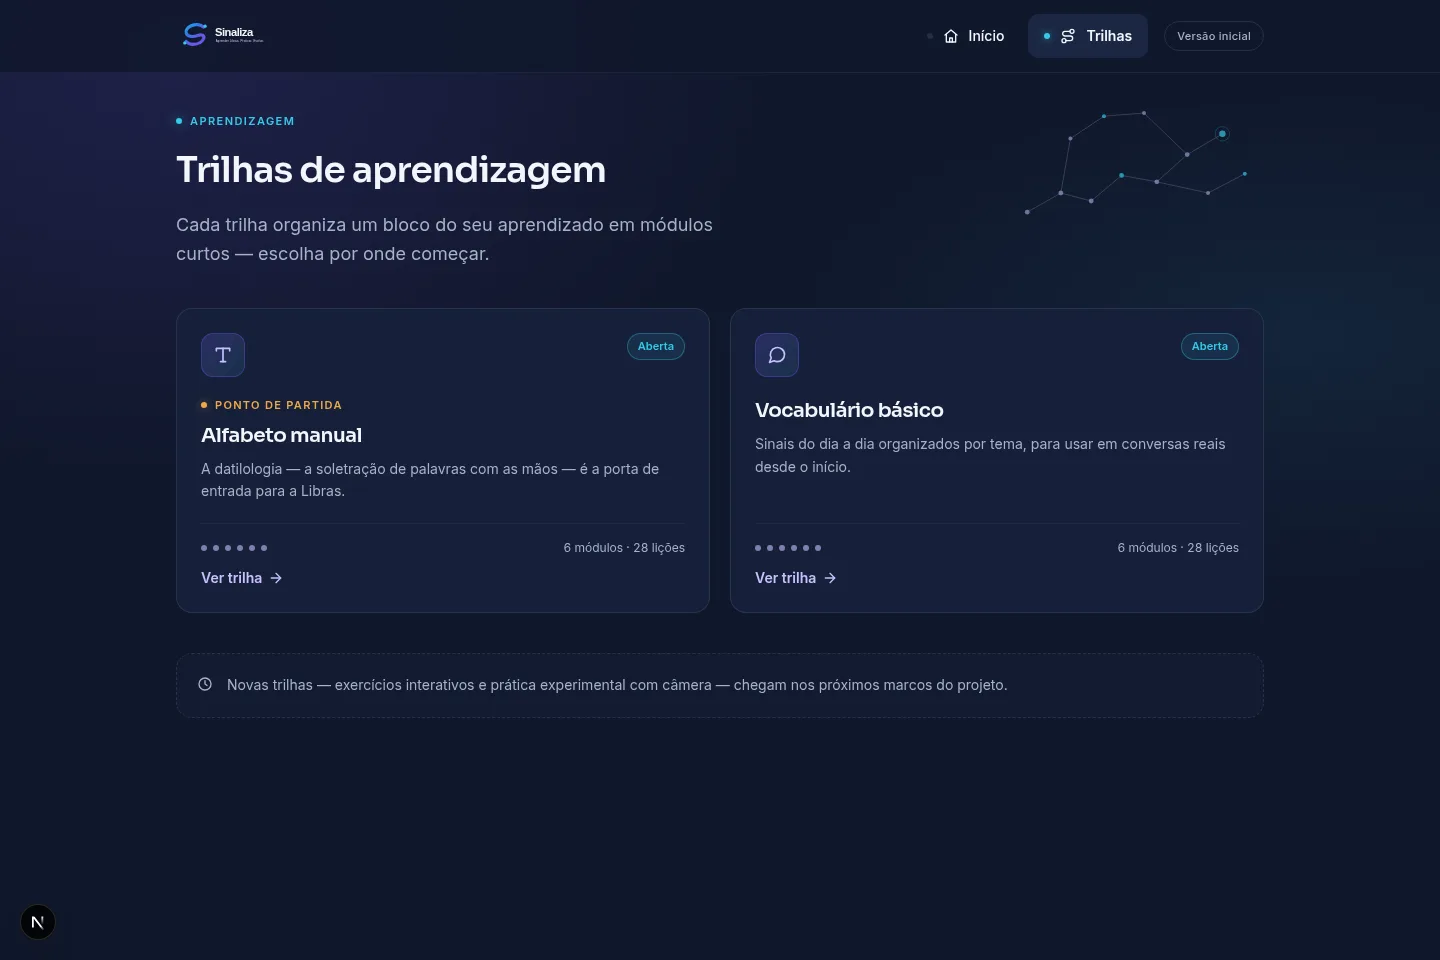 Sinaliza
Início
Trilhas
Versão inicial
APRENDIZAGEM
Trilhas de aprendizagem
Cada trilha organiza um bloco do seu aprendizado em módulos
curtos — escolha por onde começar.
Aberta
PONTO DE PARTIDA
Alfabeto manual
A datilologia — a soletração de palavras com as mãos — é a porta de
entrada para a Libras.
6 módulos · 28 lições
Ver trilha
Aberta
Vocabulário básico
Sinais do dia a dia organizados por tema, para usar em conversas reais
desde o início.
6 módulos · 28 lições
Ver trilha
Novas trilhas — exercícios interativos e prática experimental com câmera — chegam nos próximos marcos do projeto.